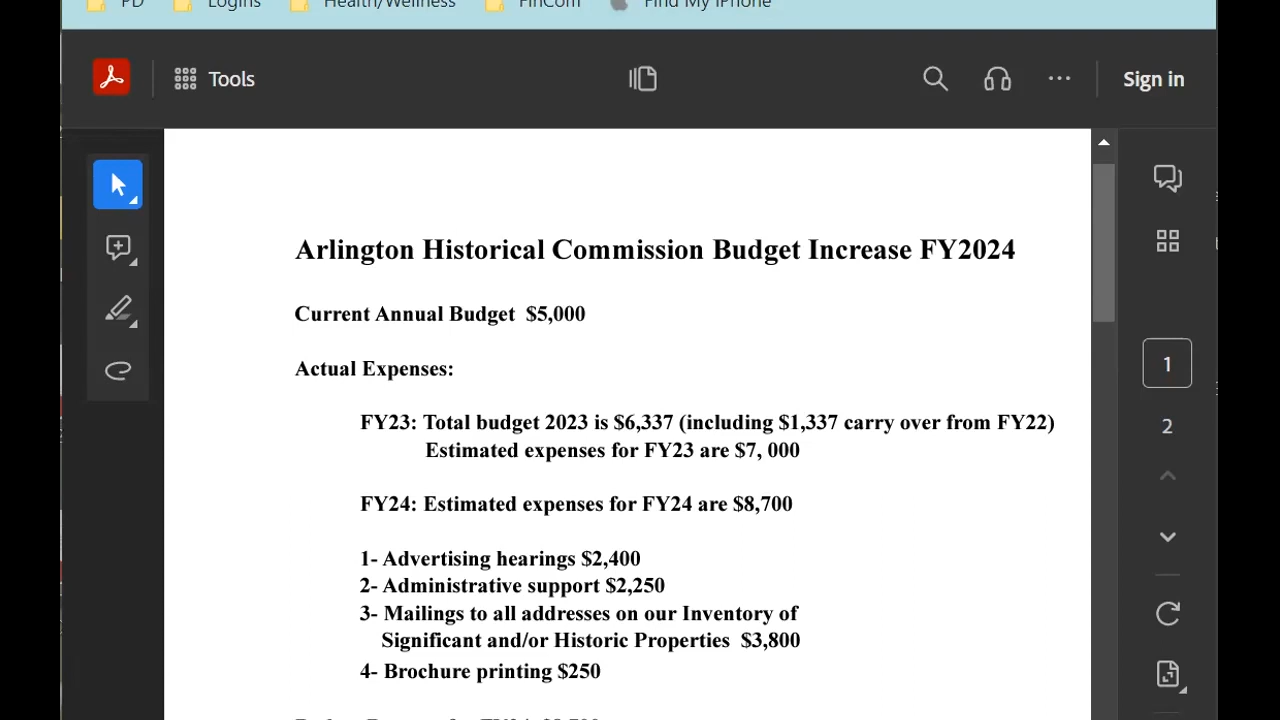 PD Logins Health/Wellness FinCom Find My iPhone
Tools Sign in
Arlington Historical Commission Budget Increase FY2024
Current Annual Budget $5,000
Actual Expenses:
FY23: Total budget 2023 is $6,337 (including $1,337 carry over from FY22)
Estimated expenses for FY23 are $7, 000
FY24: Estimated expenses for FY24 are $8,700
1- Advertising hearings $2,400
2- Administrative support $2,250
3- Mailings to all addresses on our Inventory of
Significant and/or Historic Properties $3,800
4- Brochure printing $250
1
2